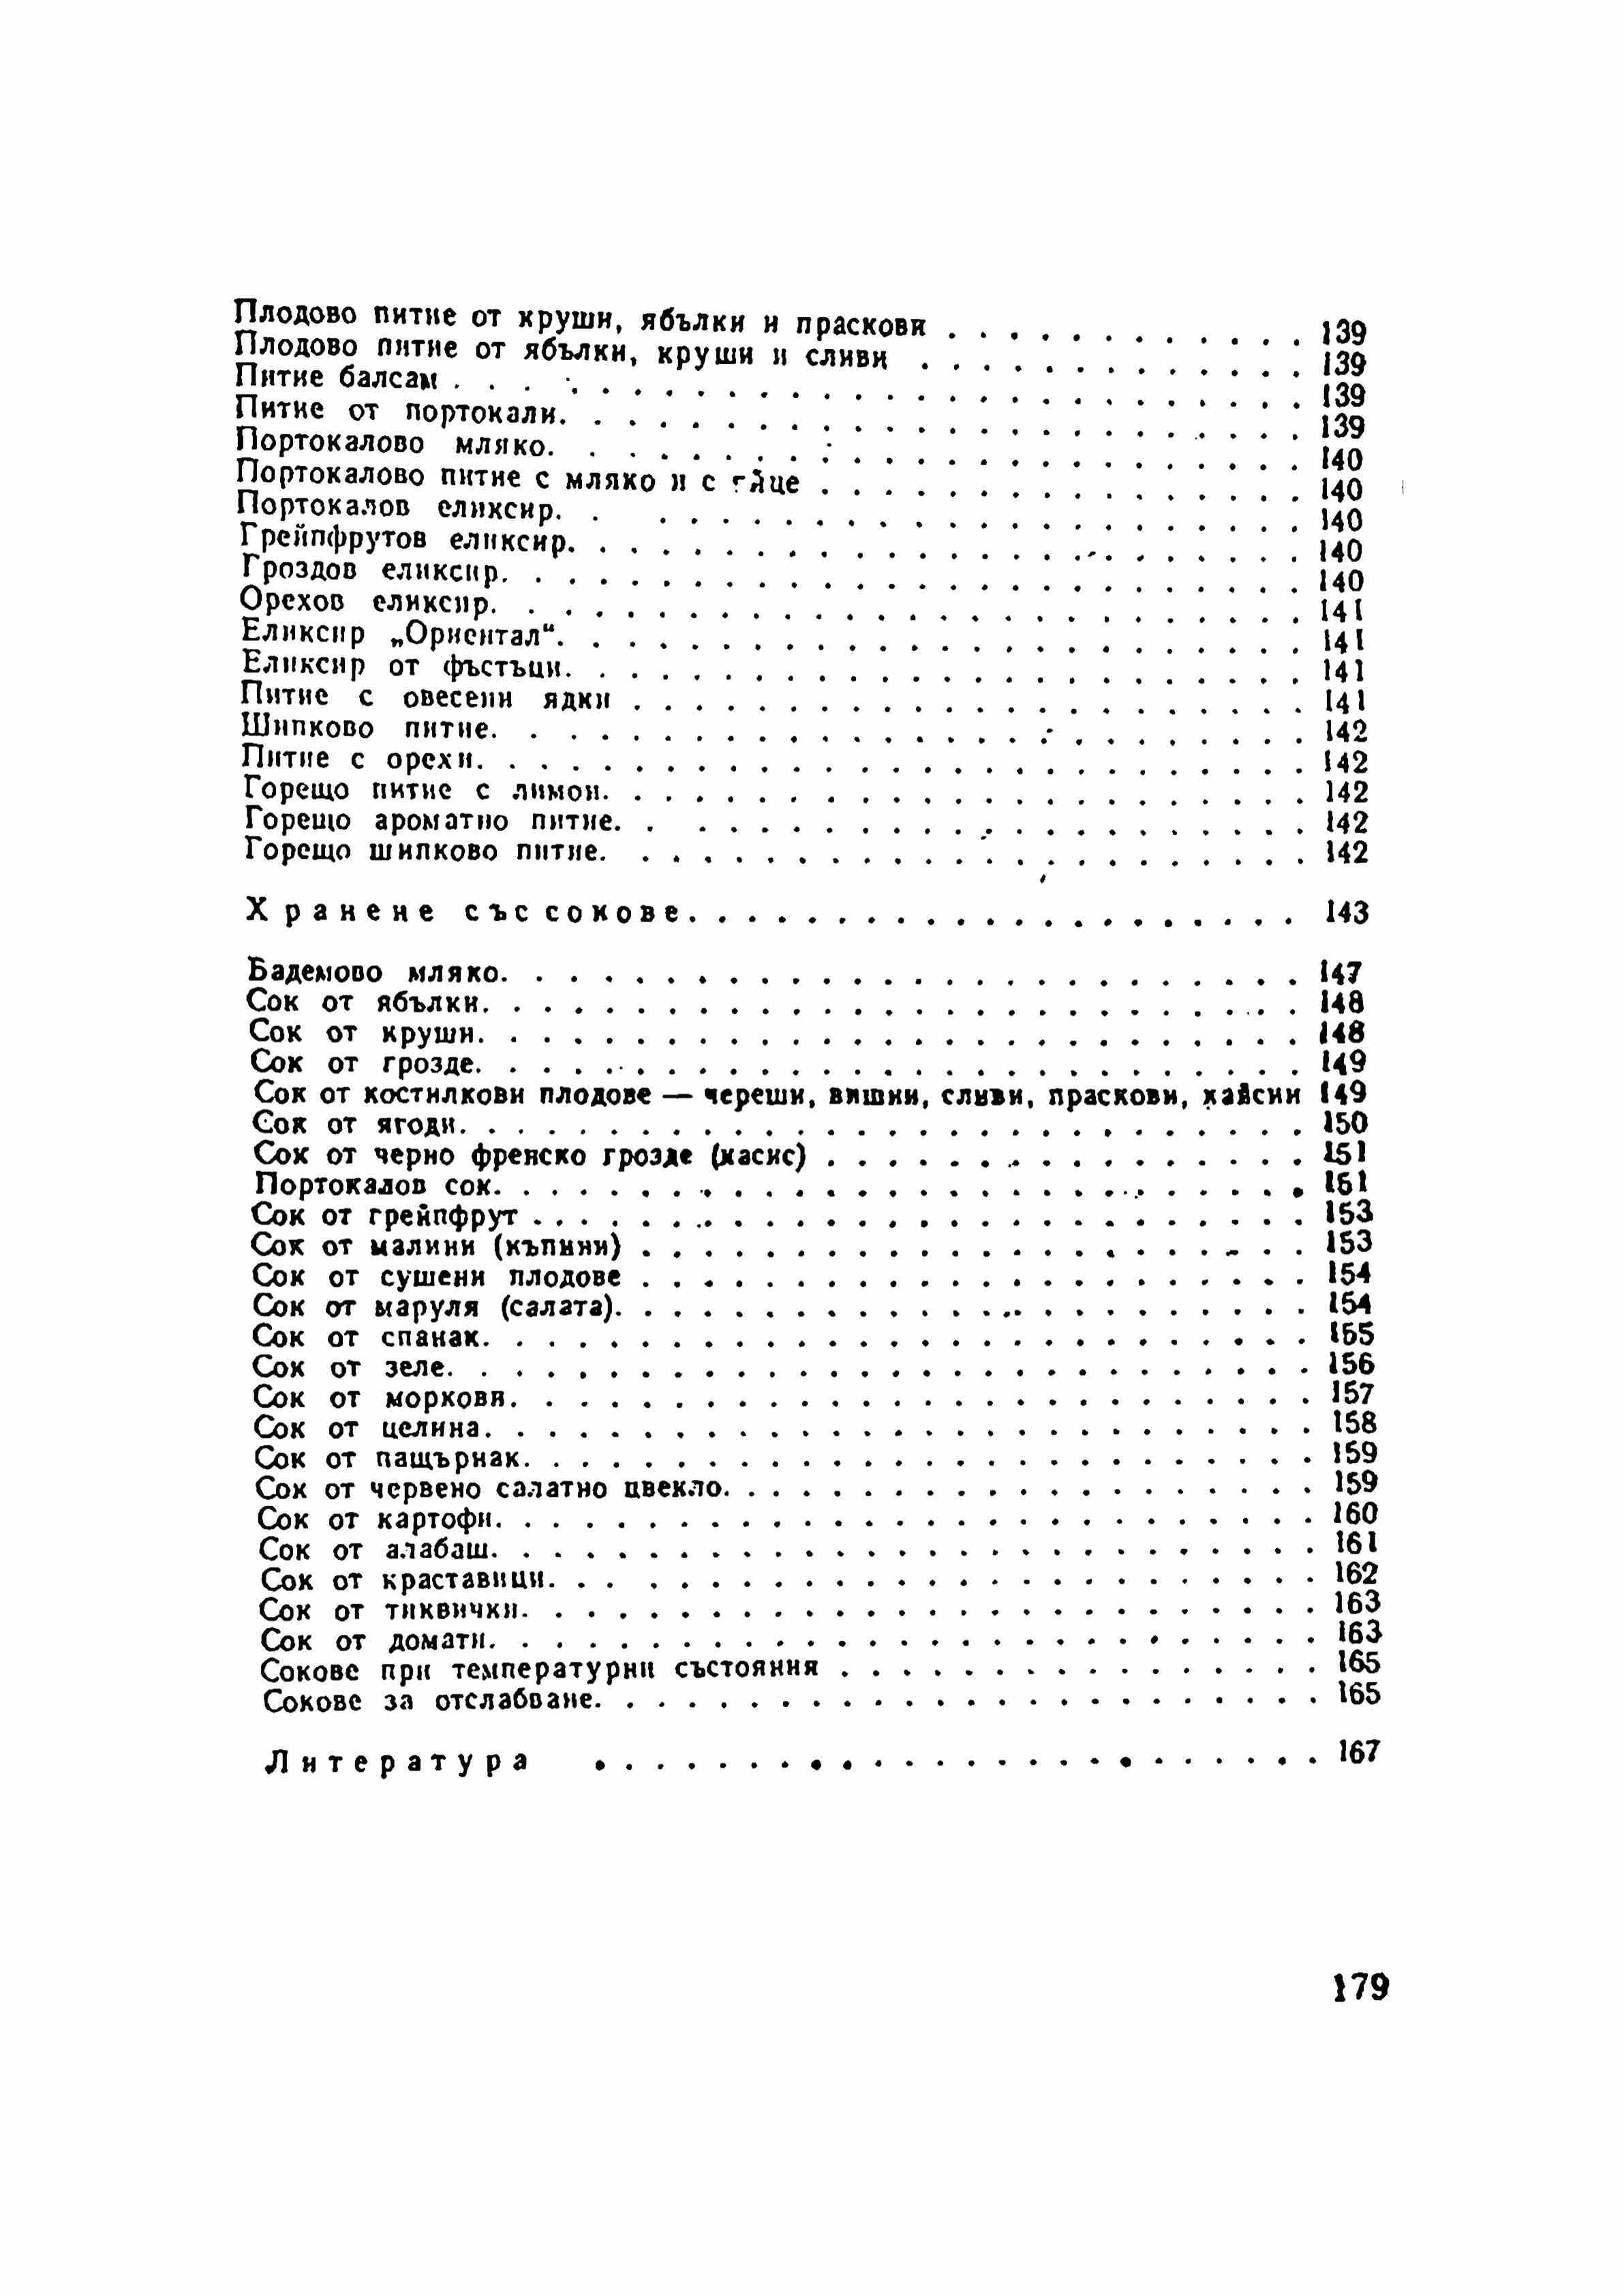 Плодово питие от круши, ябълки и праскови . . . . . . . . . . . . 139
Плодово питие от ябълки, круши и сливи . . . . . . . . . . . . . 139
Питие балсам . . . . . . . . . . . . . . . . . . . . . . . . . . . 139
Питие от портокали. . . . . . . . . . . . . . . . . . . . . . . . 139
Портокалово мляко. . . . . . . . . . . . . . . . . . . . . . . . 140
Портокалово питие с мляко и с . . . . . . . . . . . . . . . . 140
Портокалов еликсир. . . . . . . . . . . . . . . . . . . . . . . 140
Грейпфрутов еликсир. . . . . . . . . . . . . . . . . . . . . . . 140
Гроздов еликсир. . . . . . . . . . . . . . . . . . . . . . . . . . 140
Орехов еликсир. . . . . . . . . . . . . . . . . . . . . . . . . . 141
Еликсир „Ориентал“. . . . . . . . . . . . . . . . . . . . . . . . 141
Еликсир от фъстъци. . . . . . . . . . . . . . . . . . . . . . . . 141
Питие с овесени ядки . . . . . . . . . . . . . . . . . . . . . . 141
Шипково питие. . . . . . . . . . . . . . . . . . . . . . . . . . 142
Питие с орехи. . . . . . . . . . . . . . . . . . . . . . . . . . . 142
Горещо питие с лимон. . . . . . . . . . . . . . . . . . . . . . . 142
Горещо ароматно питие. . . . . . . . . . . . . . . . . . . . . . 142
Горещо шипково питие. . . . . . . . . . . . . . . . . . . . . . . 142
Хранене със сокове. . . . . . . . . . . . . . . . . . . . . 143
Бадемово мляко. . . . . . . . . . . . . . . . . . . . . . . . . . 147
Сок от ябълки. . . . . . . . . . . . . . . . . . . . . . . . . . . 148
Сок от круши. . . . . . . . . . . . . . . . . . . . . . . . . . . 148
Сок от грозде. . . . . . . . . . . . . . . . . . . . . . . . . . . 149
Сок от костилкови плодове — череши, вишни, сливи, праскови, кайсии 149
Сок от ягоди. . . . . . . . . . . . . . . . . . . . . . . . . . . . 150
Сок от черно френско грозде (касис) . . . . . . . . . . . . . . . . 151
Портокалов сок. . . . . . . . . . . . . . . . . . . . . . . . . . . 151
Сок от грейпфрут . . . . . . . . . . . . . . . . . . . . . . . . . 153
Сок от малини (къпини) . . . . . . . . . . . . . . . . . . . . . . 153
Сок от сушени плодове . . . . . . . . . . . . . . . . . . . . . . 154
Сок от маруля (салата). . . . . . . . . . . . . . . . . . . . . . . 154
Сок от спанак. . . . . . . . . . . . . . . . . . . . . . . . . . . 155
Сок от зеле. . . . . . . . . . . . . . . . . . . . . . . . . . . . 156
Сок от моркови. . . . . . . . . . . . . . . . . . . . . . . . . . 157
Сок от целина. . . . . . . . . . . . . . . . . . . . . . . . . . . 158
Сок от пащърнак. . . . . . . . . . . . . . . . . . . . . . . . . . 159
Сок от червено салатно цвекло. . . . . . . . . . . . . . . . . . . 159
Сок от картофи. . . . . . . . . . . . . . . . . . . . . . . . . . . 160
Сок от алабаш. . . . . . . . . . . . . . . . . . . . . . . . . . . 161
Сок от краставици. . . . . . . . . . . . . . . . . . . . . . . . . 162
Сок от тиквички. . . . . . . . . . . . . . . . . . . . . . . . . . 163
Сок от домати. . . . . . . . . . . . . . . . . . . . . . . . . . . 163
Сокове при температурни състояния . . . . . . . . . . . . . . . . 165
Сокове за отслабване. . . . . . . . . . . . . . . . . . . . . . . . 165
Литература . . . . . . . . . . . . . . . . . . . . . . . . 167
179